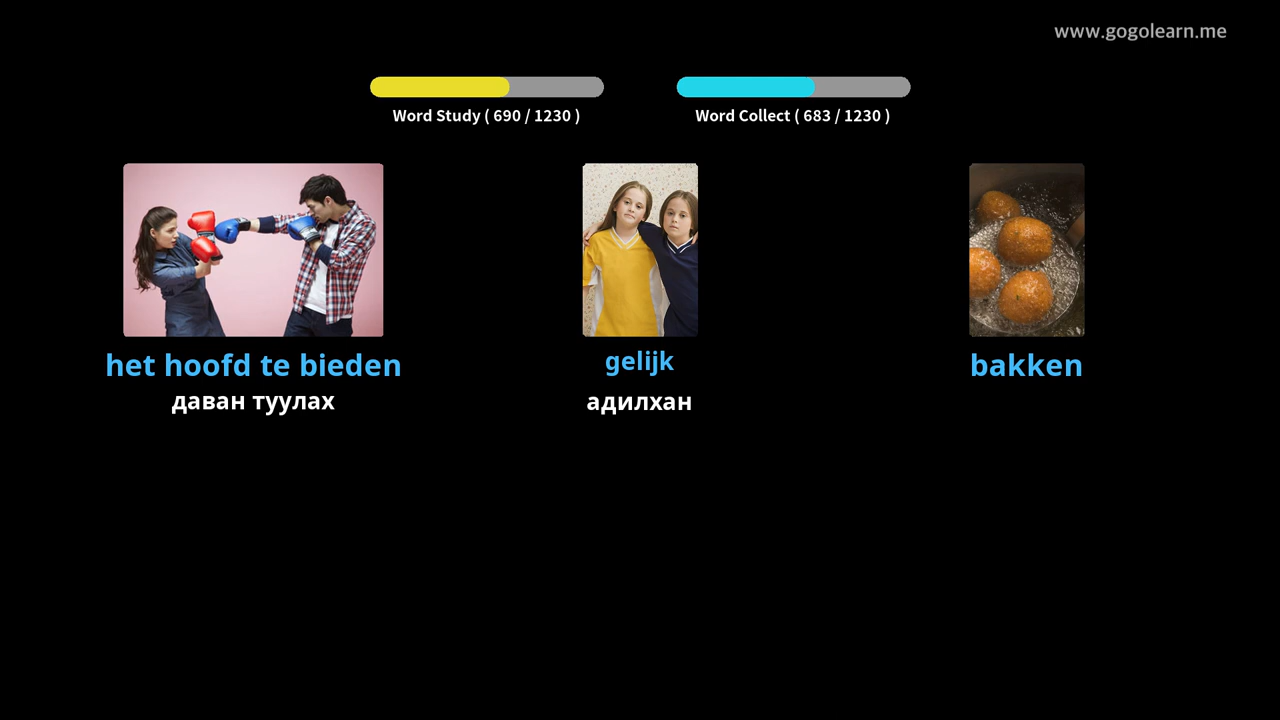 www.gogolearn.me
Word Study ( 690 / 1230 )
Word Collect ( 683 / 1230 )
het hoofd te bieden
даван туулах
gelijk
адилхан
bakken